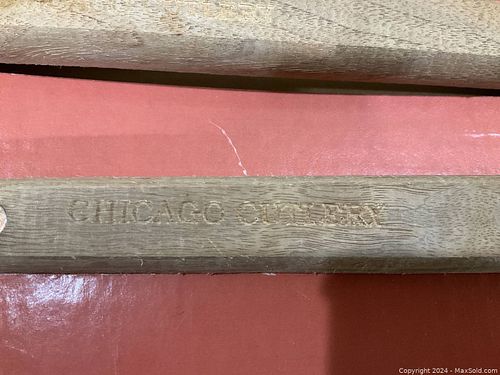 CHICAGO CUTLERY
Copyright 2024 - MaxSold.com